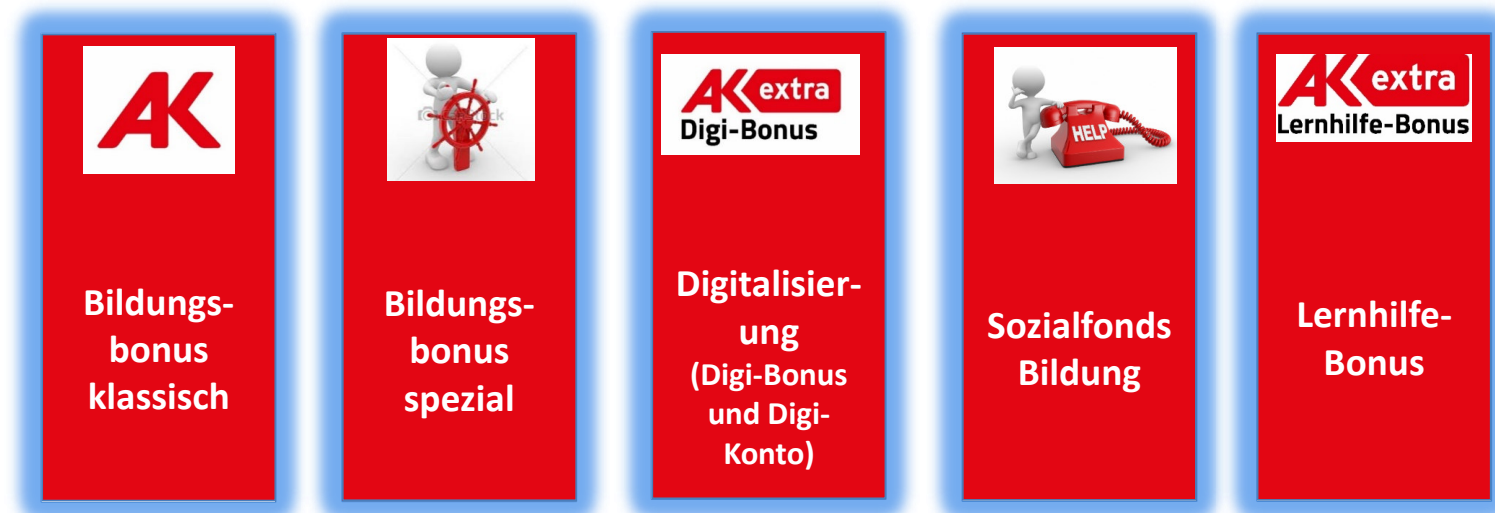 AK
Bildungs-
bonus
klassisch
Bildungs-
bonus
spezial
AK extra
Digi-Bonus
Digitalisier-
ung
(Digi-Bonus
und Digi-
Konto)
HELP
Sozialfonds
Bildung
AK extra
Lernhilfe-Bonus
Lernhilfe-
Bonus